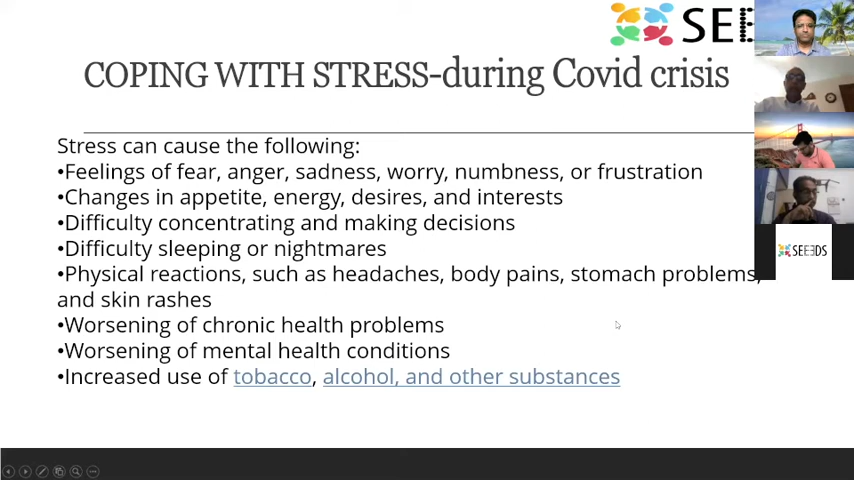 SE
COPING WITH STRESS-during Covid crisis
Stress can cause the following:
•Feelings of fear, anger, sadness, worry, numbness, or frustration
•Changes in appetite, energy, desires, and interests
•Difficulty concentrating and making decisions
•Difficulty sleeping or nightmares
•Physical reactions, such as headaches, body pains, stomach problems,
and skin rashes
•Worsening of chronic health problems
•Worsening of mental health conditions
•Increased use of tobacco, alcohol, and other substances
SEEEDS